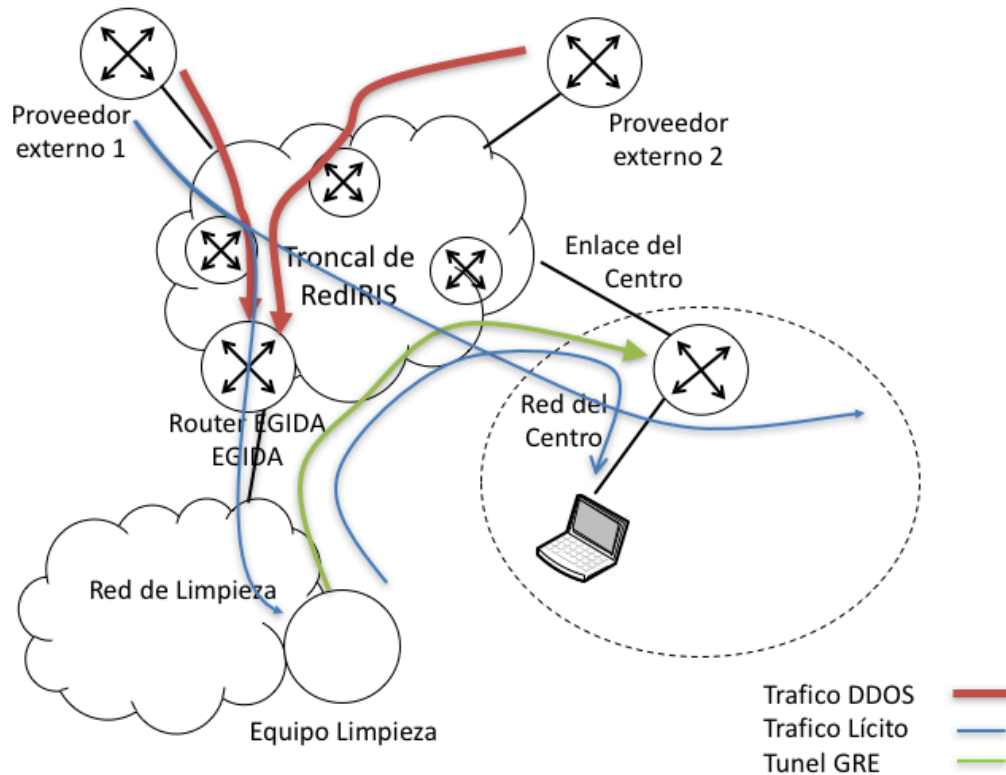 Proveedor
externo 1
Proveedor
externo 2
Enlace del
Centro
Troncal de
RedIRIS
Red del
Centro
Router EGIDA
EGIDA
Red de Limpieza
Equipo Limpieza
Trafico DDOS
Trafico Lícito
Tunel GRE